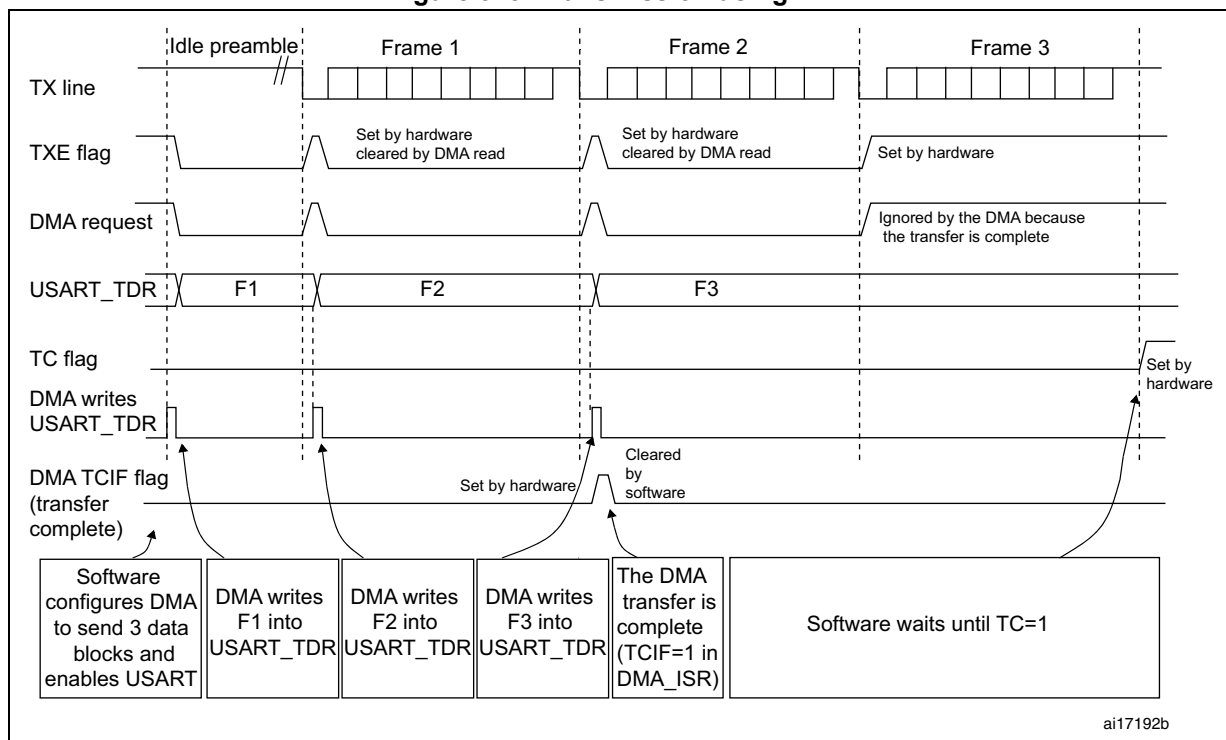 Idle preamble
Frame 1
Frame 2
Frame 3
TX line
TXE flag
Set by hardware
cleared by DMA read
Set by hardware
cleared by DMA read
Set by hardware
DMA request
Ignored by the DMA because
the transfer is complete
USART_TDR
F1
F2
F3
TC flag
Set by
hardware
DMA writes
USART_TDR
DMA TCIF flag
(transfer
complete)
Set by hardware
Cleared
by
software
Software
configures DMA
to send 3 data
blocks and
enables USART
DMA writes
F1 into
USART_TDR
DMA writes
F2 into
USART_TDR
DMA writes
F3 into
USART_TDR
The DMA
transfer is
complete
(TCIF=1 in
DMA_ISR)
Software waits until TC=1
ai17192b